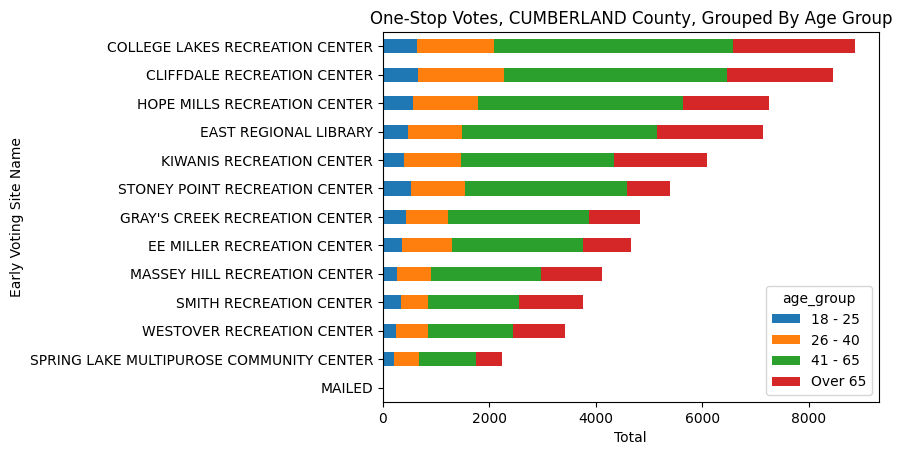 One-Stop Votes, CUMBERLAND County, Grouped By Age Group
Early Voting Site Name
COLLEGE LAKES RECREATION CENTER
CLIFFDALE RECREATION CENTER
HOPE MILLS RECREATION CENTER
EAST REGIONAL LIBRARY
KIWANIS RECREATION CENTER
STONEY POINT RECREATION CENTER
GRAY'S CREEK RECREATION CENTER
EE MILLER RECREATION CENTER
MASSEY HILL RECREATION CENTER
SMITH RECREATION CENTER
WESTOVER RECREATION CENTER
SPRING LAKE MULTIPUROSE COMMUNITY CENTER
MAILED
age_group
18 - 25
26 - 40
41 - 65
Over 65
0 2000 4000 6000 8000
Total